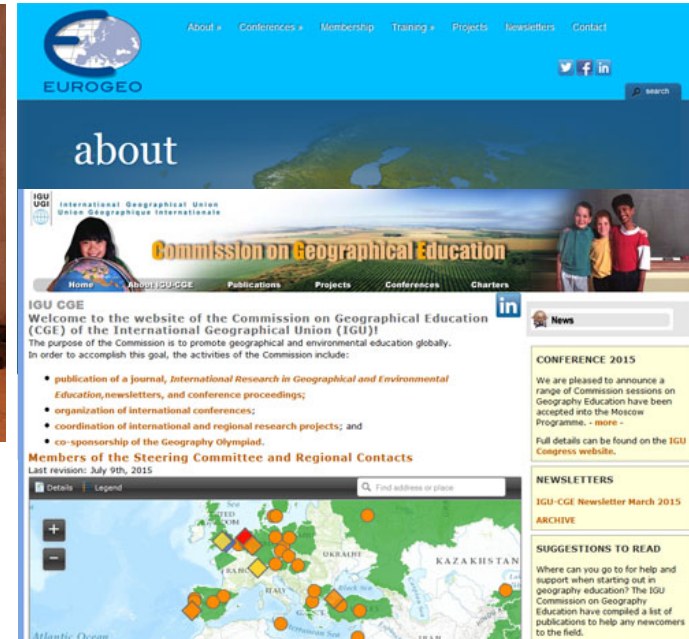 About » Conferences » Membership Training » Projects Newsletters Contact
EUROGEO
search
about
IGU
UGI
International Geographical Union
Union Géographique Internationale
Commission on Geographical Education
Home About IGU-CGE Publications Projects Conferences Charters
IGU CGE
Welcome to the website of the Commission on Geographical Education
(CGE) of the International Geographical Union (IGU)!
The purpose of the Commission is to promote geographical and environmental education globally.
In order to accomplish this goal, the activities of the Commission include:
• publication of a journal, International Research in Geographical and Environmental
Education,newsletters, and conference proceedings;
• organization of international conferences;
• coordination of international and regional research projects; and
• co-sponsorship of the Geography Olympiad.
Members of the Steering Committee and Regional Contacts
Last revision: July 9th, 2015
Details Legend
Find address or place
UKRAINE
KAZAKHSTAN
ITALY
Black Sea
Atlantic Ocean
IRAN
in
News
CONFERENCE 2015
We are pleased to announce a
range of Commission sessions on
Geography Education have been
accepted into the Moscow
Programme. - more -
Full details can be found on the IGU
Congress website.
NEWSLETTERS
IGU-CGE Newsletter March 2015
ARCHIVE
SUGGESTIONS TO READ
Where can you go to for help and
support when starting out in
geography education? The IGU
Commission on Geography
Education have compiled a list of
publications to help any newcomers
to the field.